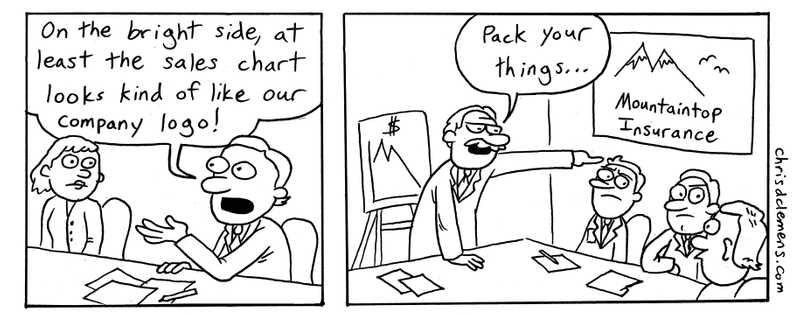 On the bright side, at
least the sales chart
looks kind of like our
company logo!
Pack your
things...
$
Mountaintop
Insurance
chrisdclemens.com